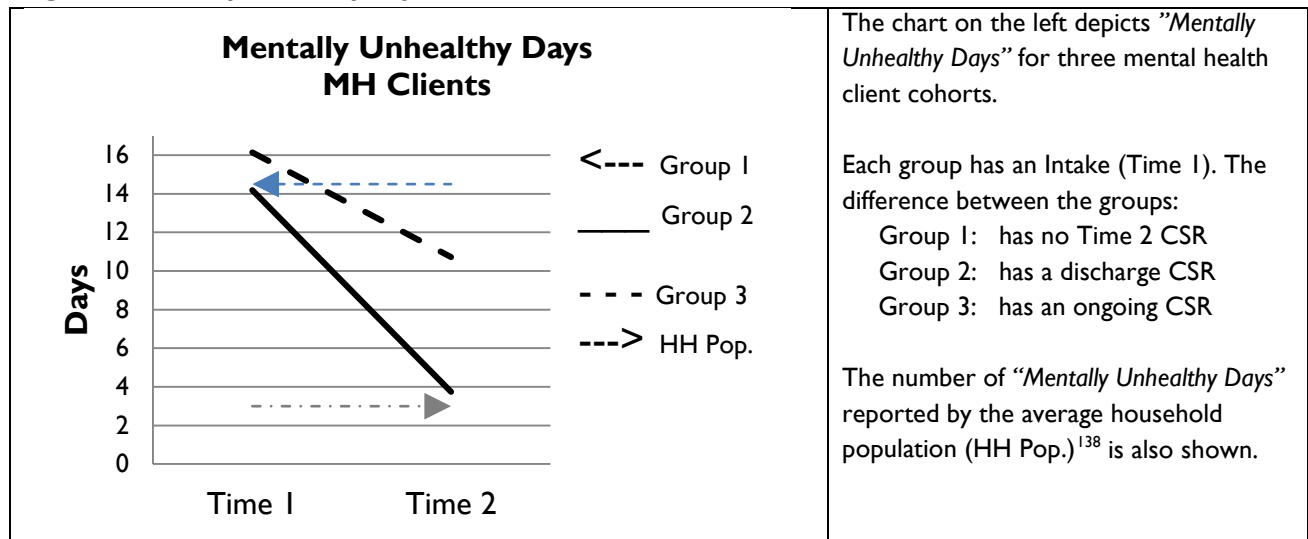 Mentally Unhealthy Days
MH Clients
Days
16
14
12
10
8
6
4
2
0
Time 1
Time 2
<--- Group 1
____ Group 2
- - - Group 3
---> HH Pop.
The chart on the left depicts ”Mentally
Unhealthy Days” for three mental health
client cohorts.
Each group has an Intake (Time 1). The
difference between the groups:
Group 1: has no Time 2 CSR
Group 2: has a discharge CSR
Group 3: has an ongoing CSR
The number of “Mentally Unhealthy Days”
reported by the average household
population (HH Pop.)138 is also shown.